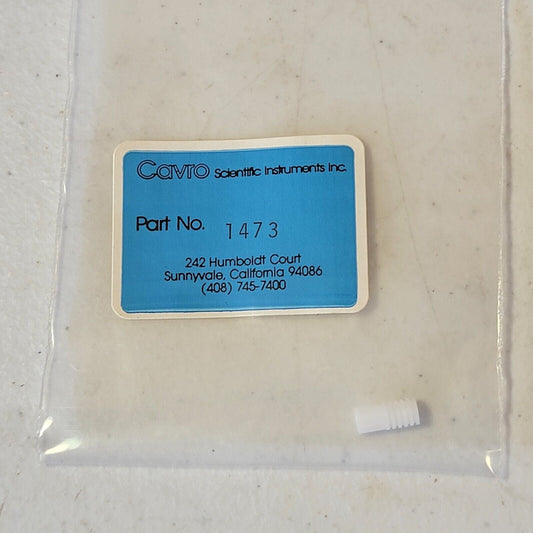 Cavro Scientific Instruments Inc.
Part No. 1473
242 Humboldt Court
Sunnyvale, California 94086
(408) 745-7400